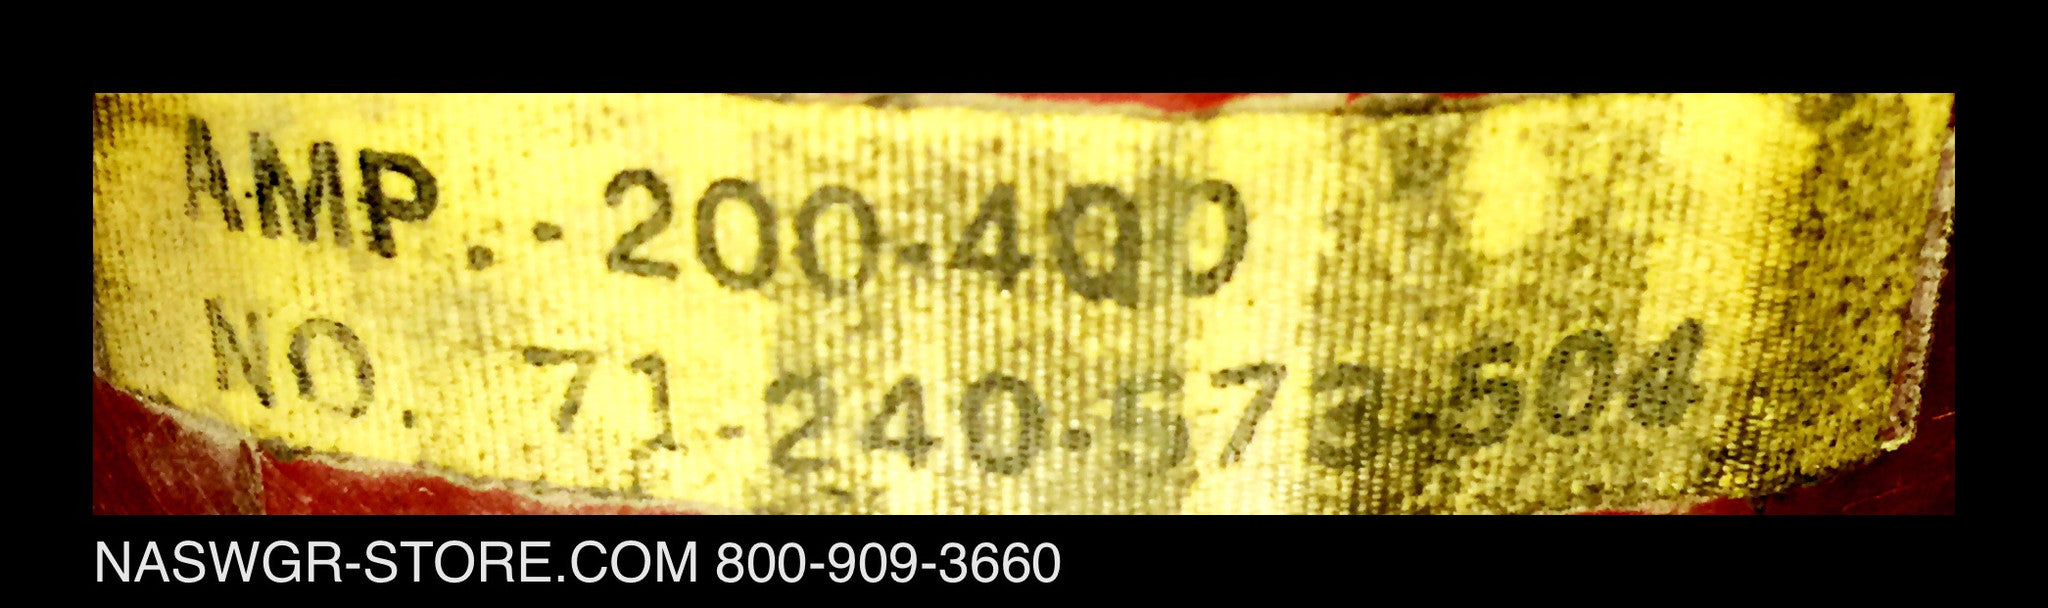 AMP.-200-400
NO. 71-240-573-504
NASWGR-STORE.COM 800-909-3660